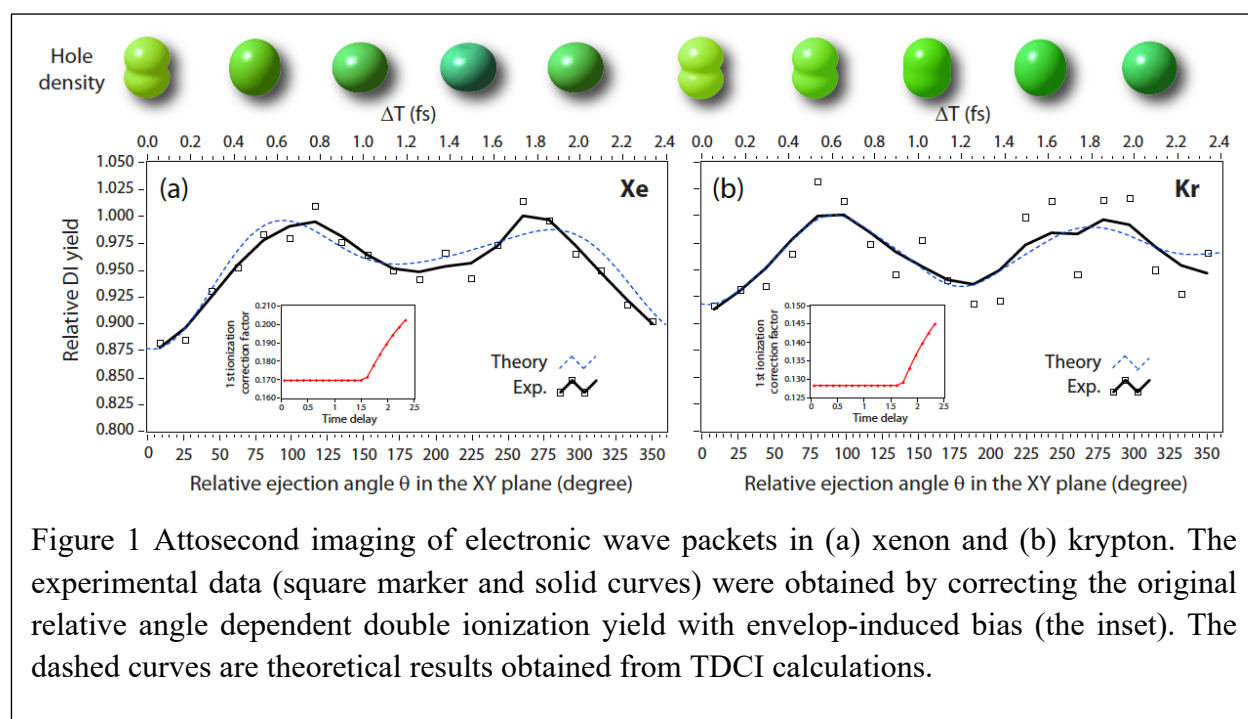 Hole
density
ΔT (fs)
ΔT (fs)
0.0 0.2 0.4 0.6 0.8 1.0 1.2 1.4 1.6 1.8 2.0 2.2 2.4
0.0 0.2 0.4 0.6 0.8 1.0 1.2 1.4 1.6 1.8 2.0 2.2 2.4
Relative DI yield
1.050
1.025
1.000
0.975
0.950
0.925
0.900
0.875
0.850
0.825
0.800
(a)
Xe
1st ionization
correction factor
0.210
0.200
0.190
0.180
0.170
0.160
0 0.5 1 1.5 2 2.5
Time delay
Theory
Exp.
0 25 50 75 100 125 150 175 200 225 250 275 300 325 350
Relative ejection angle θ in the XY plane (degree)
(b)
Kr
1st ionization
correction factor
0.150
0.145
0.140
0.135
0.130
0.125
0 0.5 1 1.5 2 2.5
Time delay
Theory
Exp.
0 25 50 75 100 125 150 175 200 225 250 275 300 325 350
Relative ejection angle θ in the XY plane (degree)
Figure 1 Attosecond imaging of electronic wave packets in (a) xenon and (b) krypton. The
experimental data (square marker and solid curves) were obtained by correcting the original
relative angle dependent double ionization yield with envelop-induced bias (the inset). The
dashed curves are theoretical results obtained from TDCI calculations.